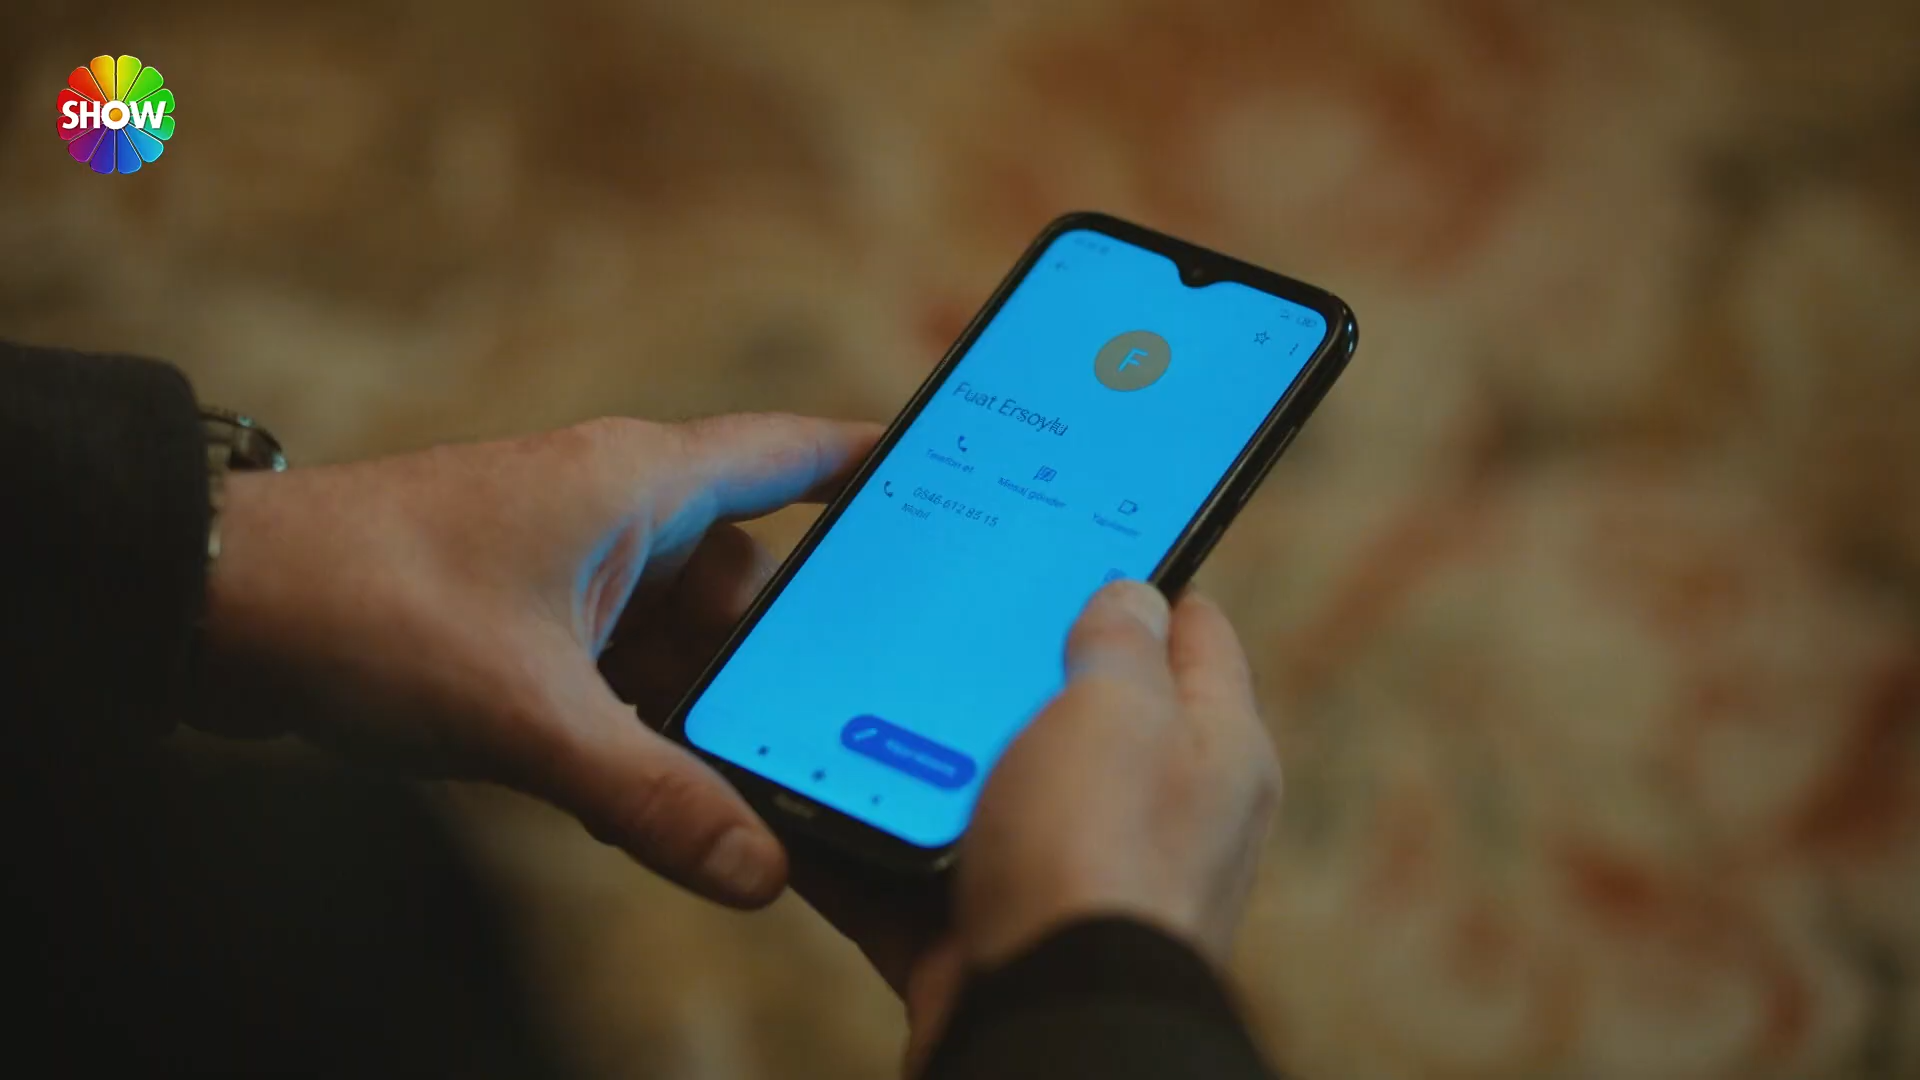 SHOW
F
Fuat Ersoylu
Telefon et
Mesaj gönder
0546 612 85 15
Mobil